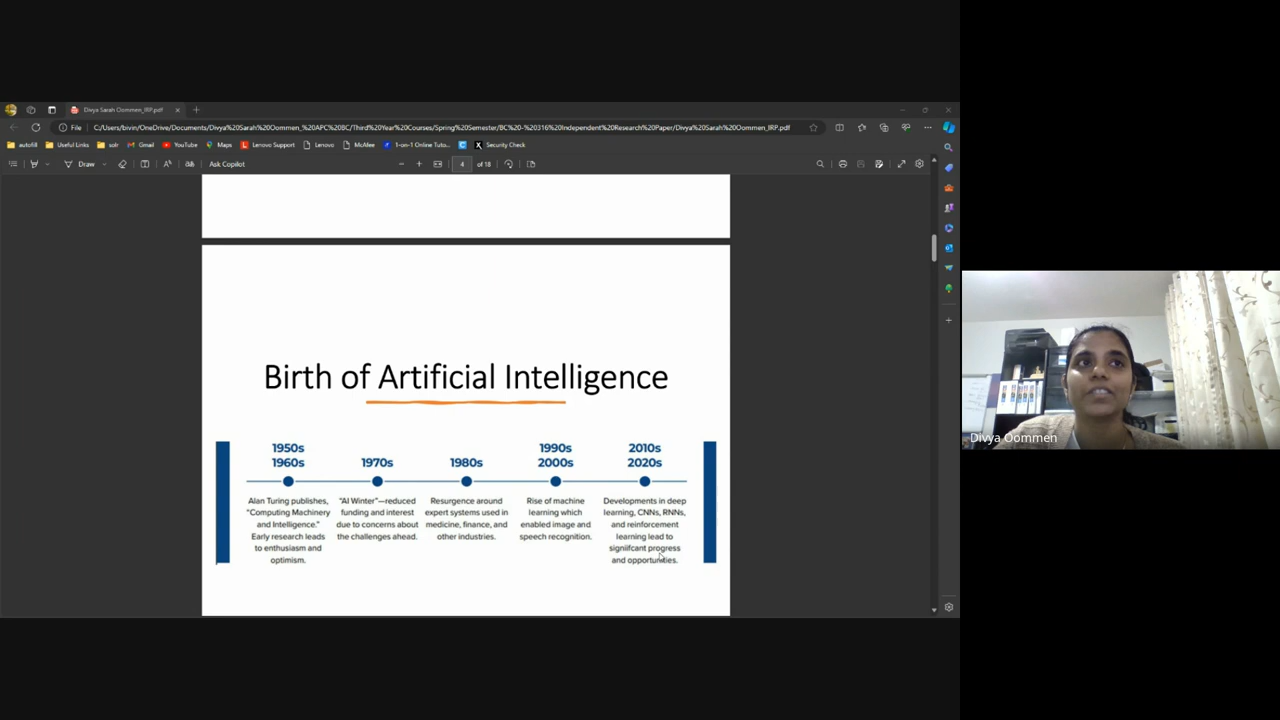 Divya Sarah Oommen_IRP.pdf
File
C:/Users/bivin/OneDrive/Documents/Divya%20Sarah%20Oommen_%20APC%20BC/Third%20Year%20Courses/Spring%20Semester/BC%20-%20316%20Independent%20Research%20Paper/Divya%20Sarah%20Oommen_IRP.pdf
autofill Useful Links solr Gmail YouTube Maps Lenovo Support Lenovo McAfee 1-on-1 Online Tuto... Security Check
Draw Ask Copilot 4 of 18
Birth of Artificial Intelligence
1950s
1960s
Alan Turing publishes,
"Computing Machinery
and Intelligence."
Early research leads
to enthusiasm and
optimism.
1970s
"AI Winter"—reduced
funding and interest
due to concerns about
the challenges ahead.
1980s
Resurgence around
expert systems used in
medicine, finance, and
other industries.
1990s
2000s
Rise of machine
learning which
enabled image and
speech recognition.
2010s
2020s
Developments in deep
learning, CNNs, RNNs,
and reinforcement
learning lead to
signiifcant progress
and opportunities.
Divya Oommen